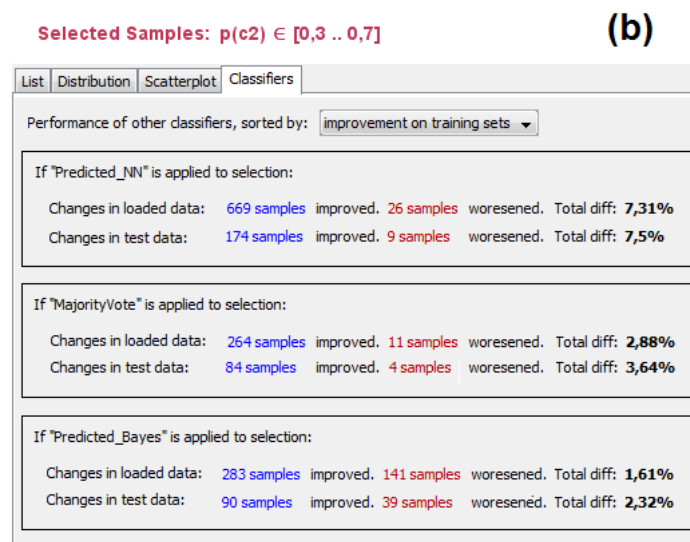 Selected Samples: p(c2) ∈ [0,3 .. 0,7]
(b)
List Distribution Scatterplot Classifiers
Performance of other classifiers, sorted by: improvement on training sets
If "Predicted_NN" is applied to selection:
Changes in loaded data: 669 samples improved. 26 samples woresened. Total diff: 7,31%
Changes in test data: 174 samples improved. 9 samples woresened. Total diff: 7,5%
If "MajorityVote" is applied to selection:
Changes in loaded data: 264 samples improved. 11 samples woresened. Total diff: 2,88%
Changes in test data: 84 samples improved. 4 samples woresened. Total diff: 3,64%
If "Predicted_Bayes" is applied to selection:
Changes in loaded data: 283 samples improved. 141 samples woresened. Total diff: 1,61%
Changes in test data: 90 samples improved. 39 samples woresened. Total diff: 2,32%